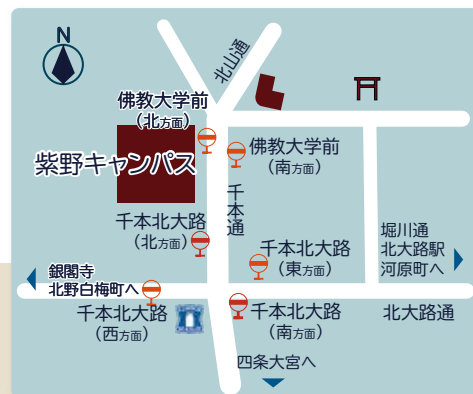 N
北山通
佛教大学前
（北方面）
紫野キャンパス
佛教大学前
（南方面）
千本通
千本北大路
（北方面）
千本北大路
（東方面）
堀川通
北大路駅
河原町へ
銀閣寺
北野白梅町へ
千本北大路
（西方面）
千本北大路
（南方面）
北大路通
四条大宮へ